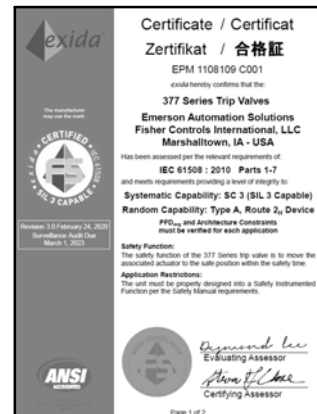 exida
The manufacturer
may use the mark:
exida CERTIFIED IEC 61508
SIL 3 CAPABLE
Revision 3.0 February 24, 2020
Surveillance Audit Due
March 1, 2023
ANSI
ACCREDITED
Certificate / Certificat
Zertifikat / 合格証
EPM 1108109 C001
exida hereby confirms that the:
377 Series Trip Valves
Emerson Automation Solutions
Fisher Controls International, LLC
Marshalltown, IA - USA
Has been assessed per the relevant requirements of:
IEC 61508 : 2010 Parts 1-7
and meets requirements providing a level of integrity to:
Systematic Capability: SC 3 (SIL 3 Capable)
Random Capability: Type A, Route 2H Device
PFDavg and Architecture Constraints
must be verified for each application
Safety Function:
The safety function of the 377 Series trip valve is to move the
associated actuator to the safe position within the safety time.
Application Restrictions:
The unit must be properly designed into a Safety Instrumented
Function per the Safety Manual requirements.
Evaluating Assessor
Certifying Assessor
Page 1 of 2